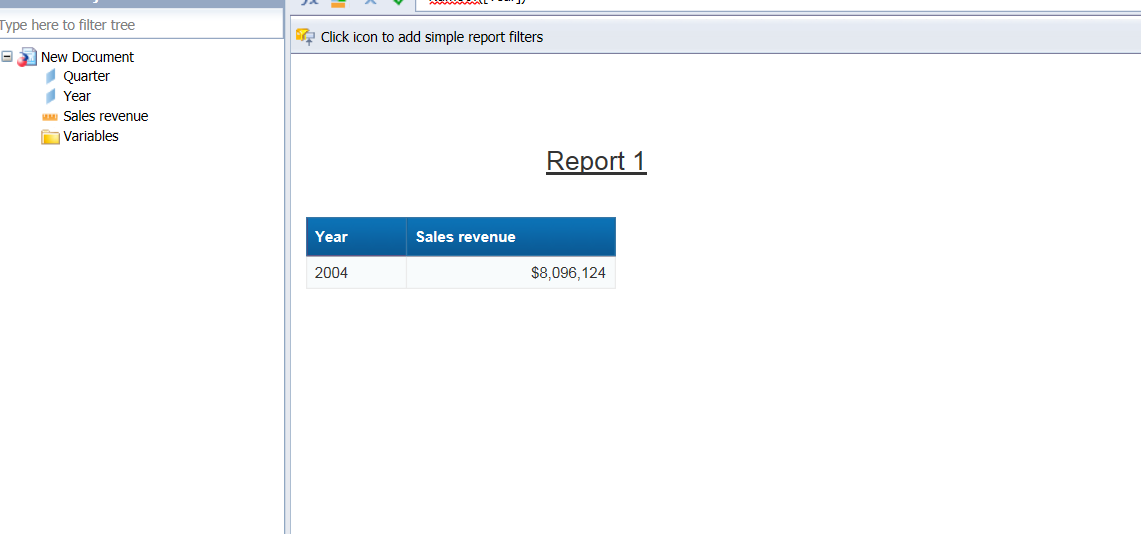 Type here to filter tree
New Document
Quarter
Year
Sales revenue
Variables
Click icon to add simple report filters
Report 1
Year Sales revenue
2004 $8,096,124